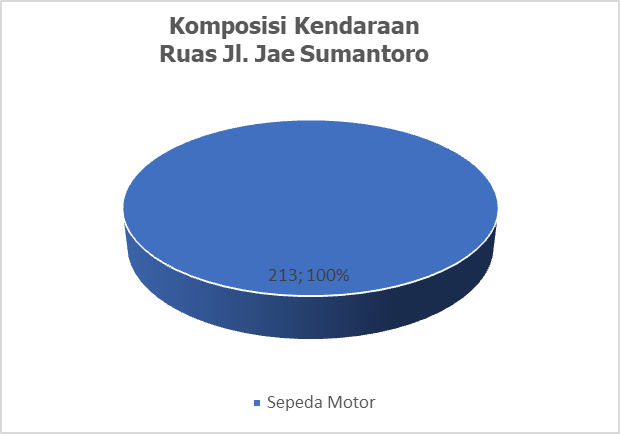 Komposisi Kendaraan
Ruas Jl. Jae Sumantoro
213; 100%
Sepeda Motor